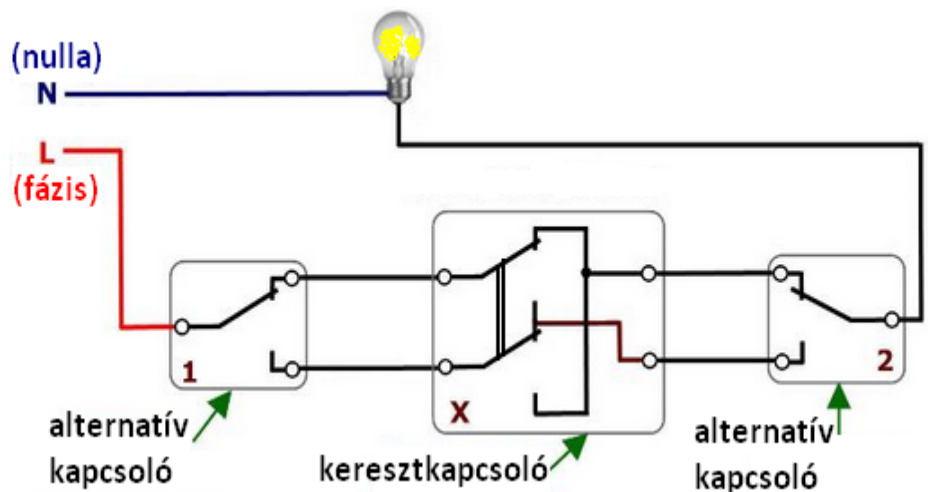 (nulla)
N
L
(fázis)
1
X
2
alternatív
kapcsoló
keresztkapcsoló
alternatív
kapcsoló